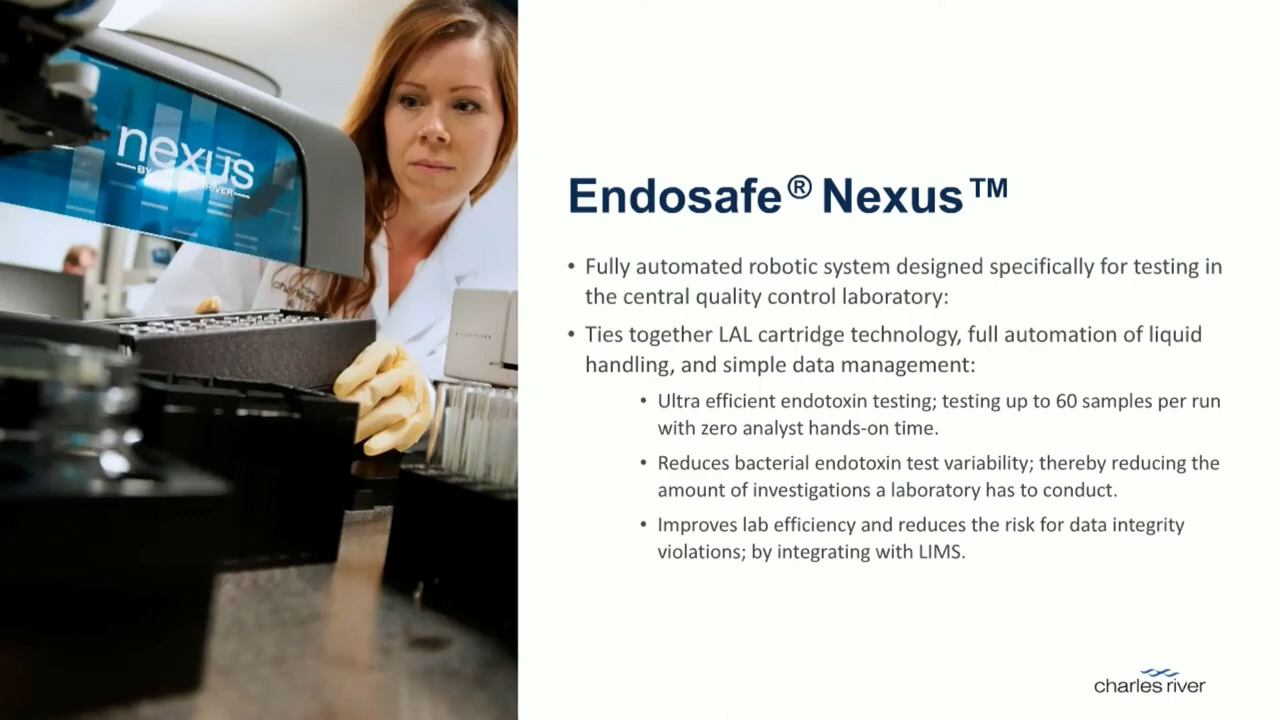 nexus
BY
RIVER
Endosafe® Nexus™
• Fully automated robotic system designed specifically for testing in
the central quality control laboratory:
• Ties together LAL cartridge technology, full automation of liquid
handling, and simple data management:
• Ultra efficient endotoxin testing; testing up to 60 samples per run
with zero analyst hands-on time.
• Reduces bacterial endotoxin test variability; thereby reducing the
amount of investigations a laboratory has to conduct.
• Improves lab efficiency and reduces the risk for data integrity
violations; by integrating with LIMS.
charles river